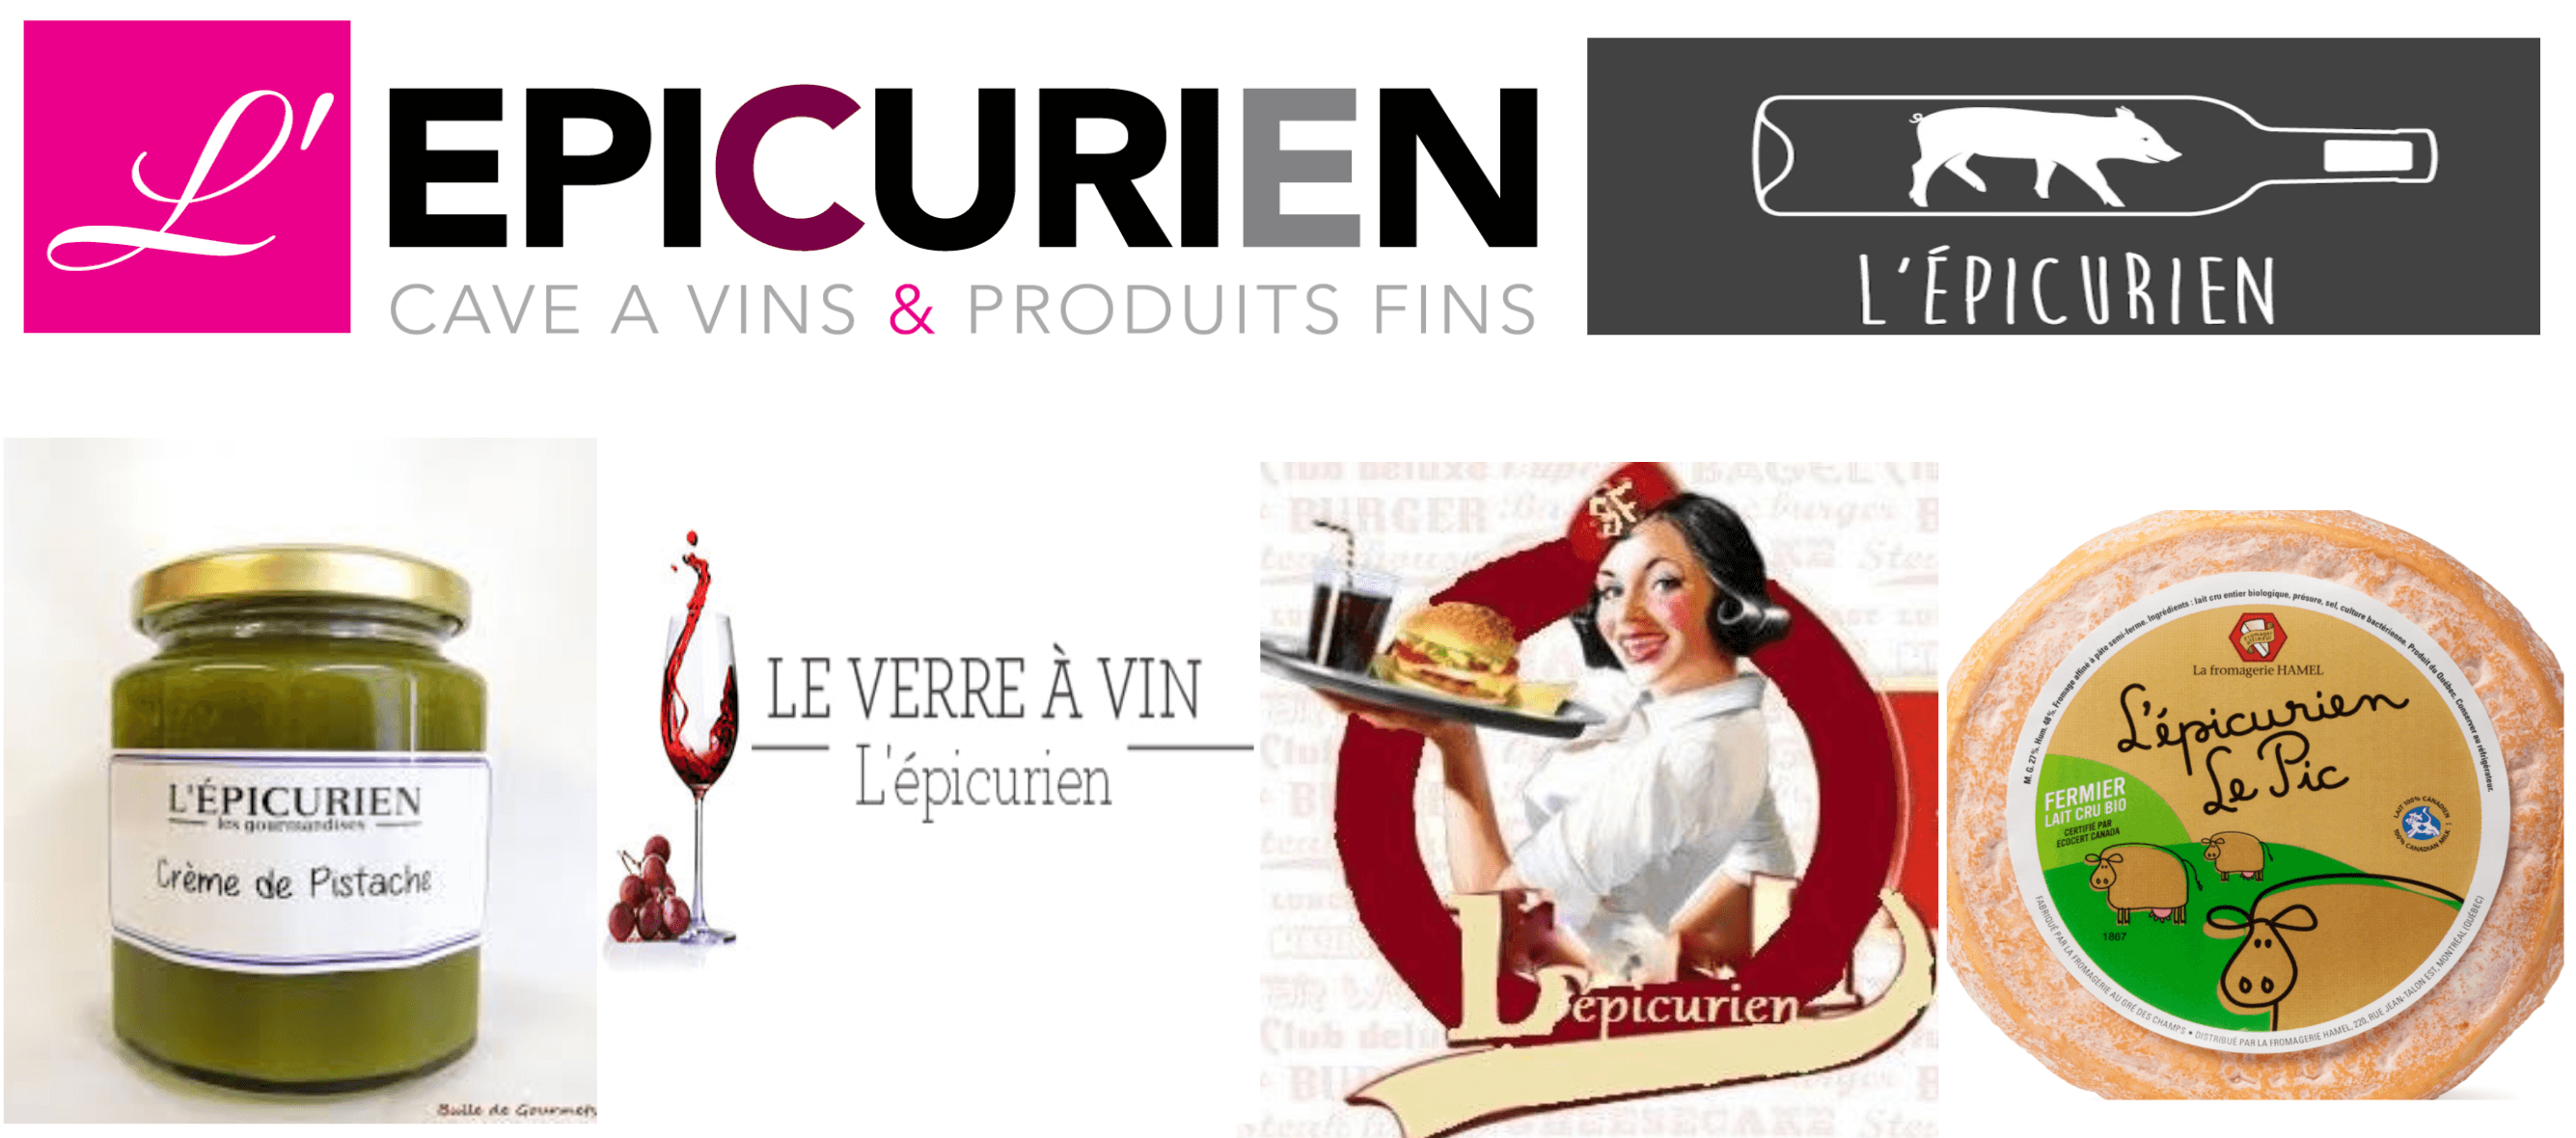 L'EPICURIEN
CAVE A VINS & PRODUITS FINS
L'ÉPICURIEN
L'ÉPICURIEN
les gourmandises
Crème de Pistache
Bulle de Gourmets
LE VERRE À VIN
L'épicurien
Club deluxe
BAGEL
BURGER
burger
L'épicurien
Club delu
CHEESECAKE
M.G. 27 %. Hum. 48 %. Fromage affiné à pâte semi-ferme. Ingrédients : lait cru entier biologique, présure, sel, culture bactérienne. Produit du Québec. Conserver au réfrigérateur.
La fromagerie HAMEL
L'épicurien
Le Pic
FERMIER
LAIT CRU BIO
CERTIFIÉ PAR
ECOCERT CANADA
LAIT 100% CANADIEN
100% CANADIAN MILK
1867
FABRIQUÉ PAR LA FROMAGERIE AU GRÉ DES CHAMPS • DISTRIBUÉ PAR LA FROMAGERIE HAMEL, 220, RUE JEAN-TALON EST, MONTRÉAL (QUÉBEC)